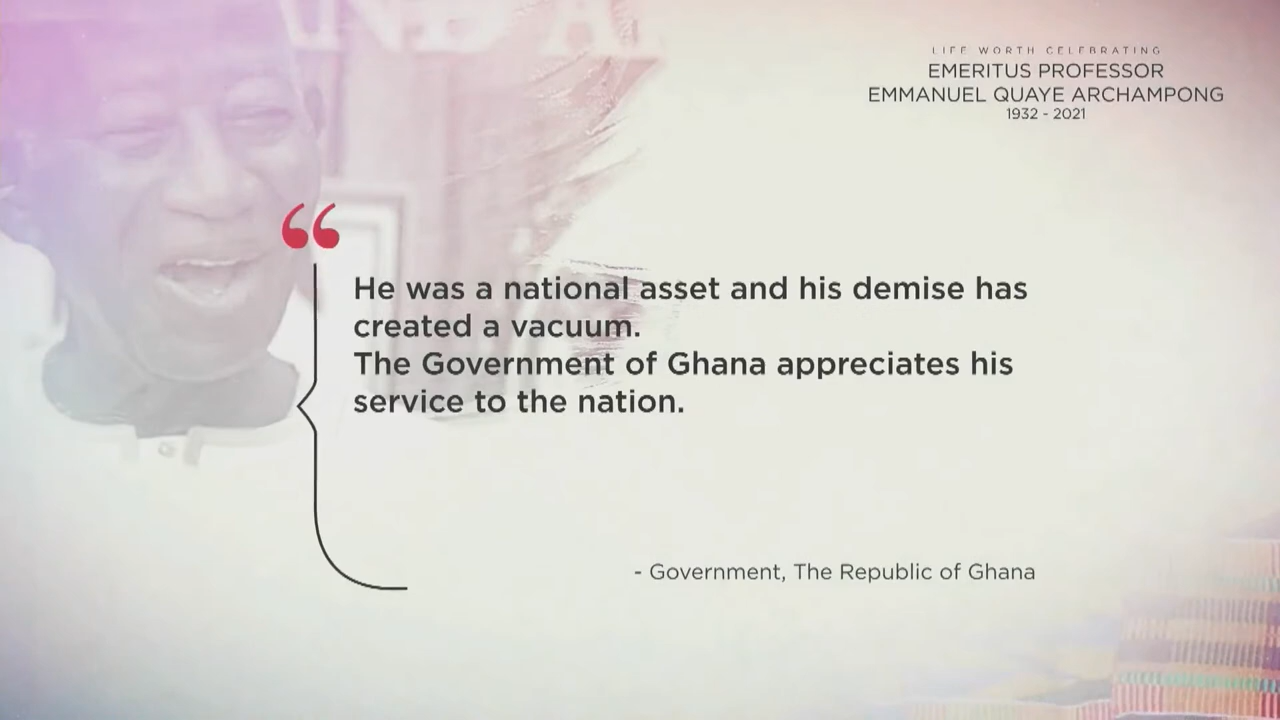 LIFE WORTH CELEBRATING
EMERITUS PROFESSOR
EMMANUEL QUAYE ARCHAMPONG
1932 - 2021
“
He was a national asset and his demise has
created a vacuum.
The Government of Ghana appreciates his
service to the nation.
- Government, The Republic of Ghana